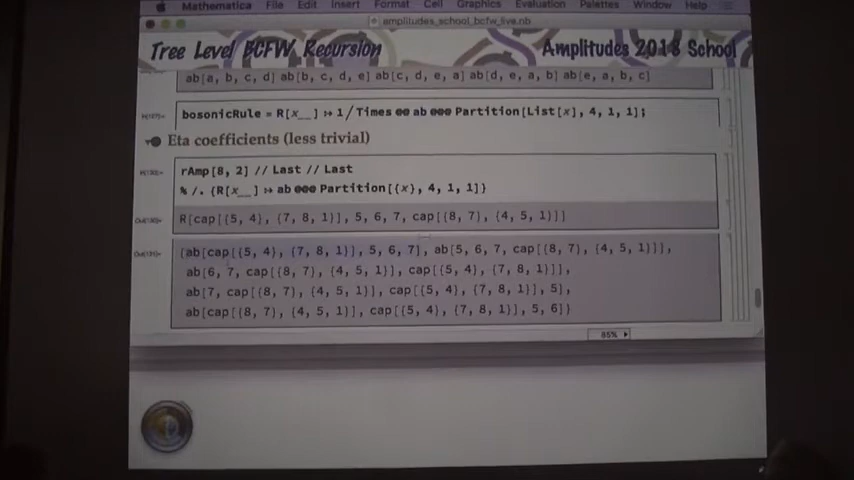 Mathematica File Edit Insert Format Cell Graphics Evaluation Palettes Window Help
amplitudes_school_bcfw_live.nb
Tree Level BCFW Recursion
Amplitudes 2018 School
ab[a, b, c, d] ab[b, c, d, e] ab[c, d, e, a] ab[d, e, a, b] ab[e, a, b, c]
bosonicRule = R[x__] :> 1/Times @@ ab @@@ Partition[List[x], 4, 1, 1];
Eta coefficients (less trivial)
rAmp[8, 2] // Last // Last
% /. {R[x__] :> ab @@@ Partition[{x}, 4, 1, 1]}
R[cap[{5, 4}, {7, 8, 1}], 5, 6, 7, cap[{8, 7}, {4, 5, 1}]]
{ab[cap[{5, 4}, {7, 8, 1}], 5, 6, 7], ab[5, 6, 7, cap[{8, 7}, {4, 5, 1}]],
ab[6, 7, cap[{8, 7}, {4, 5, 1}], cap[{5, 4}, {7, 8, 1}]],
ab[7, cap[{8, 7}, {4, 5, 1}], cap[{5, 4}, {7, 8, 1}], 5],
ab[cap[{8, 7}, {4, 5, 1}], cap[{5, 4}, {7, 8, 1}], 5, 6]}
85%